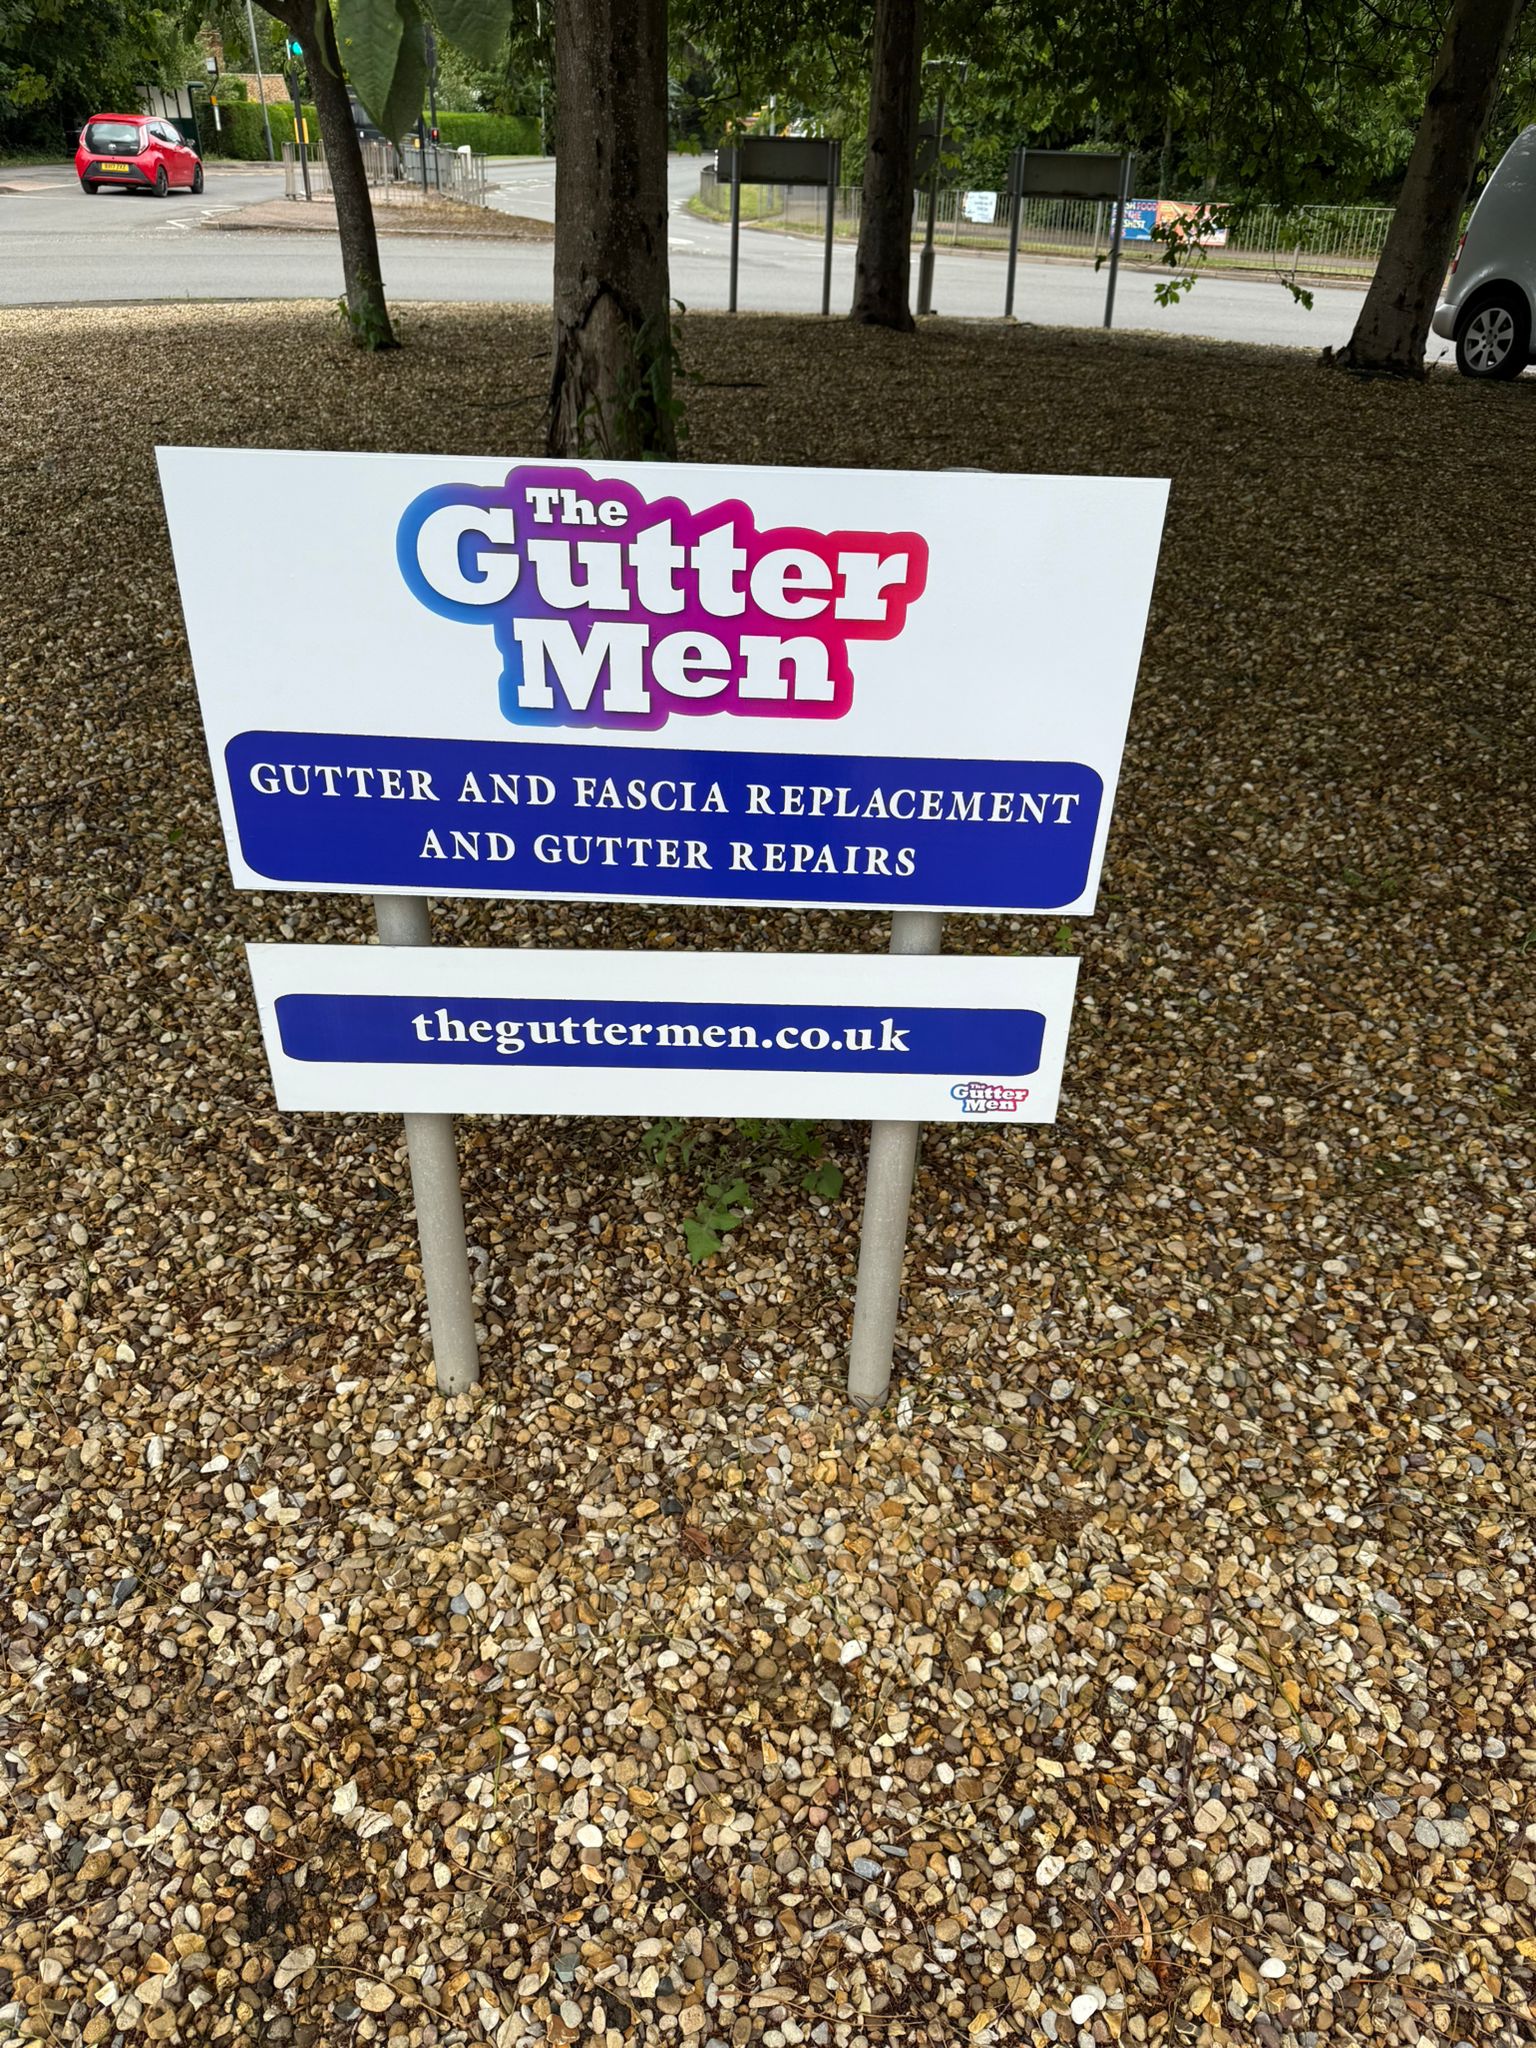 The
Gutter
Men
GUTTER AND FASCIA REPLACEMENT
AND GUTTER REPAIRS
theguttermen.co.uk
The
Gutter
Men